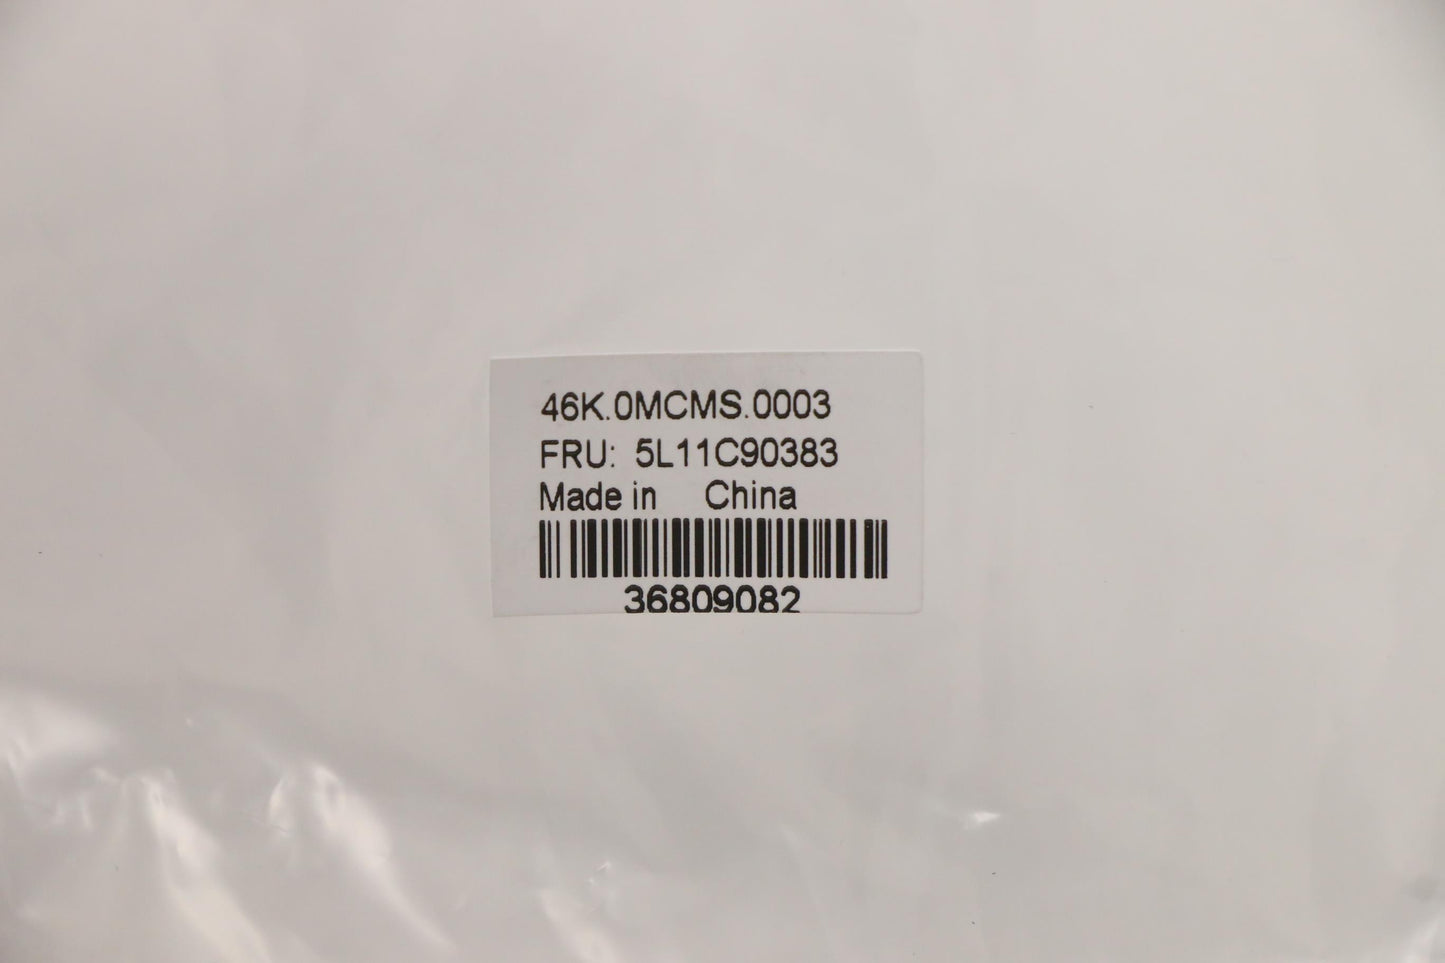 46K.0MCMS.0003
FRU: 5L11C90383
Made in China
36809082